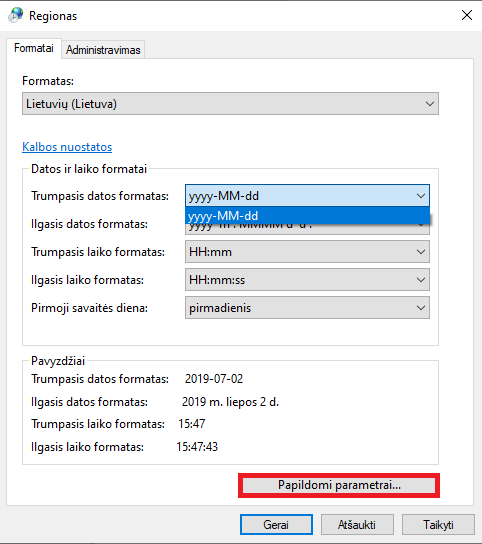 Regionas
Formatai
Administravimas
Formatas:
Lietuvių (Lietuva)
Kalbos nuostatos
Datos ir laiko formatai
Trumpasis datos formatas: yyyy-MM-dd
yyyy-MM-dd
Ilgasis datos formatas:
Trumpasis laiko formatas: HH:mm
Ilgasis laiko formatas: HH:mm:ss
Pirmoji savaitės diena: pirmadienis
Pavyzdžiai
Trumpasis datos formatas: 2019-07-02
Ilgasis datos formatas: 2019 m. liepos 2 d.
Trumpasis laiko formatas: 15:47
Ilgasis laiko formatas: 15:47:43
Papildomi parametrai...
Gerai Atšaukti Taikyti